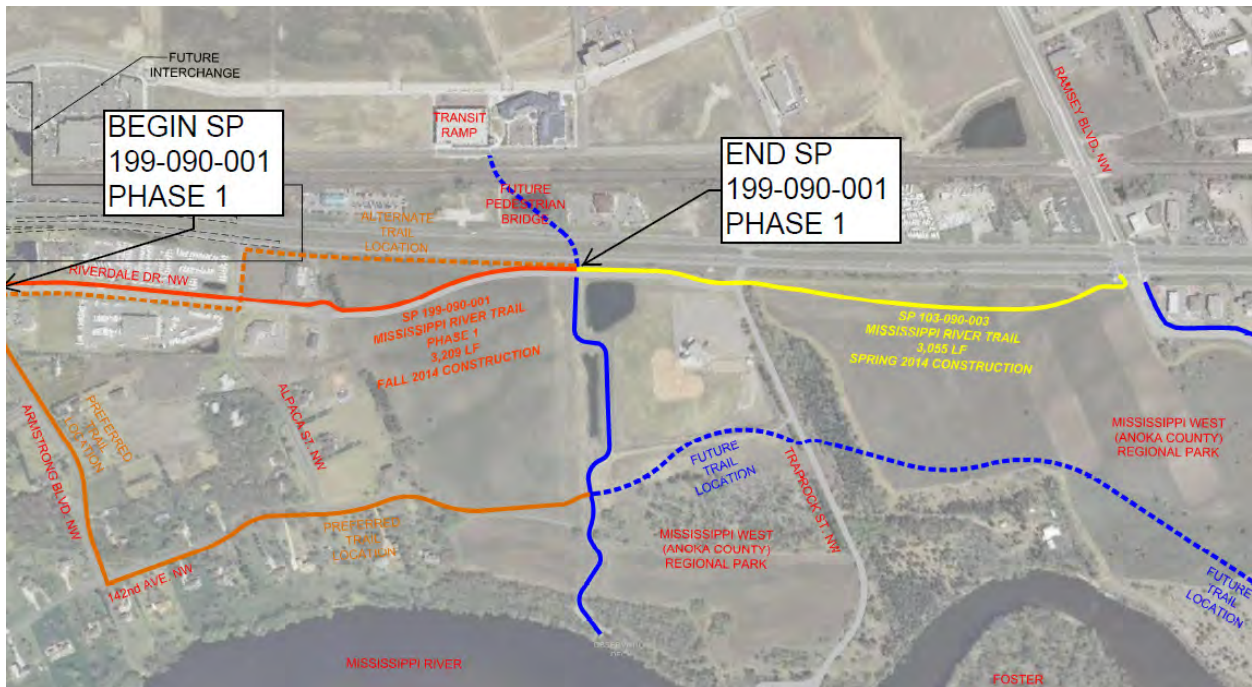 FUTURE
INTERCHANGE
BEGIN SP
199-090-001
PHASE 1
TRANSIT
RAMP
FUTURE
PEDESTRIAN
BRIDGE
END SP
199-090-001
PHASE 1
RAMSEY BLVD. NW
ALTERNATE
TRAIL
LOCATION
RIVERDALE DR. NW
SP 199-090-001
MISSISSIPPI RIVER TRAIL
PHASE 1
3,209 LF
FALL 2014 CONSTRUCTION
SP 103-090-003
MISSISSIPPI RIVER TRAIL
3,055 LF
SPRING 2014 CONSTRUCTION
PREFERRED
TRAIL
LOCATION
ARMSTRONG BLVD. NW
ALPACA ST. NW
FUTURE
TRAIL
LOCATION
TRAPROCK ST. NW
MISSISSIPPI WEST
(ANOKA COUNTY)
REGIONAL PARK
PREFERRED
TRAIL
LOCATION
142nd AVE. NW
MISSISSIPPI WEST
(ANOKA COUNTY)
REGIONAL PARK
FUTURE
TRAIL
LOCATION
MISSISSIPPI RIVER
FOSTER